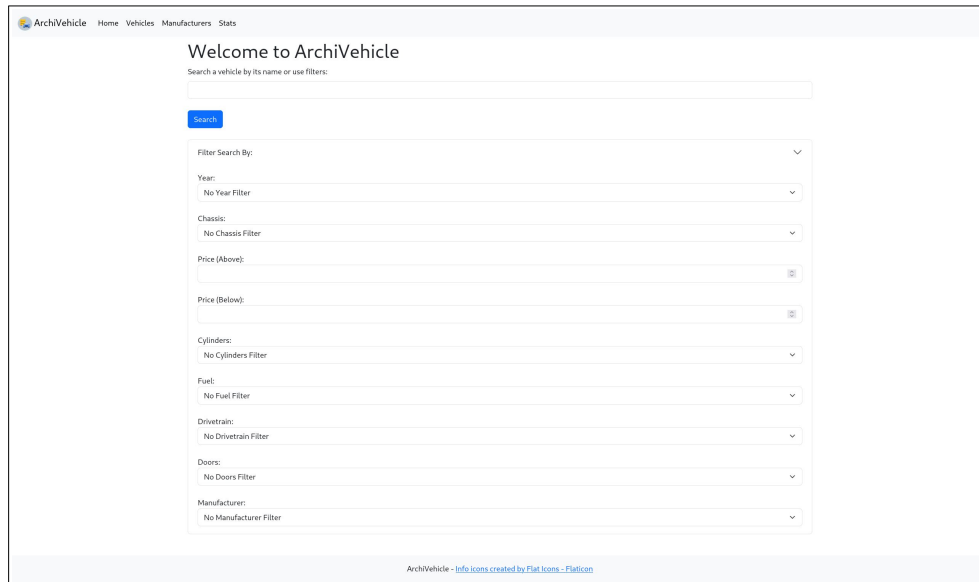 ArchiVehicle Home Vehicles Manufacturers Stats
Welcome to ArchiVehicle
Search a vehicle by its name or use filters:
Search
Filter Search By:
Year:
No Year Filter
Chassis:
No Chassis Filter
Price (Above):
Price (Below):
Cylinders:
No Cylinders Filter
Fuel:
No Fuel Filter
Drivetrain:
No Drivetrain Filter
Doors:
No Doors Filter
Manufacturer:
No Manufacturer Filter
ArchiVehicle - Info icons created by Flat Icons - Flaticon